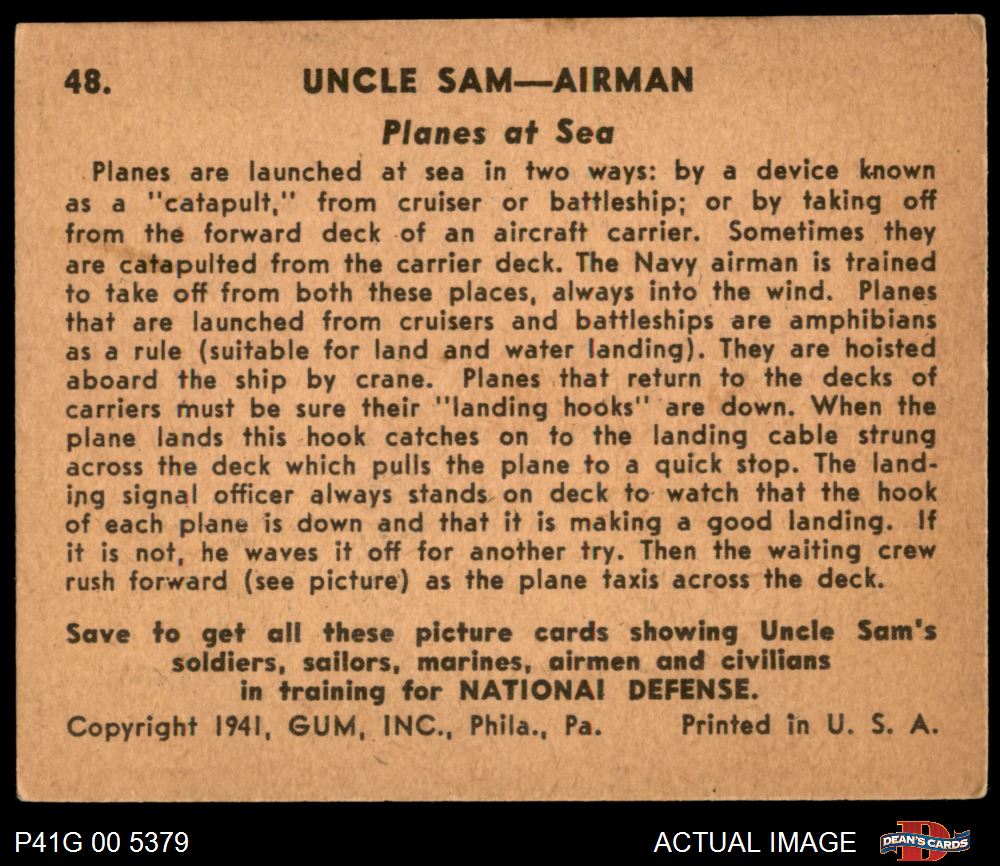 48. UNCLE SAM—AIRMAN
Planes at Sea
Planes are launched at sea in two ways: by a device known
as a "catapult," from cruiser or battleship; or by taking off
from the forward deck of an aircraft carrier. Sometimes they
are catapulted from the carrier deck. The Navy airman is trained
to take off from both these places, always into the wind. Planes
that are launched from cruisers and battleships are amphibians
as a rule (suitable for land and water landing). They are hoisted
aboard the ship by crane. Planes that return to the decks of
carriers must be sure their "landing hooks" are down. When the
plane lands this hook catches on to the landing cable strung
across the deck which pulls the plane to a quick stop. The land-
ing signal officer always stands on deck to watch that the hook
of each plane is down and that it is making a good landing. If
it is not, he waves it off for another try. Then the waiting crew
rush forward (see picture) as the plane taxis across the deck.
Save to get all these picture cards showing Uncle Sam's
soldiers, sailors, marines, airmen and civilians
in training for NATIONAL DEFENSE.
Copyright 1941, GUM, INC., Phila., Pa. Printed in U. S. A.
P41G 00 5379 ACTUAL IMAGE DEAN'S CARDS